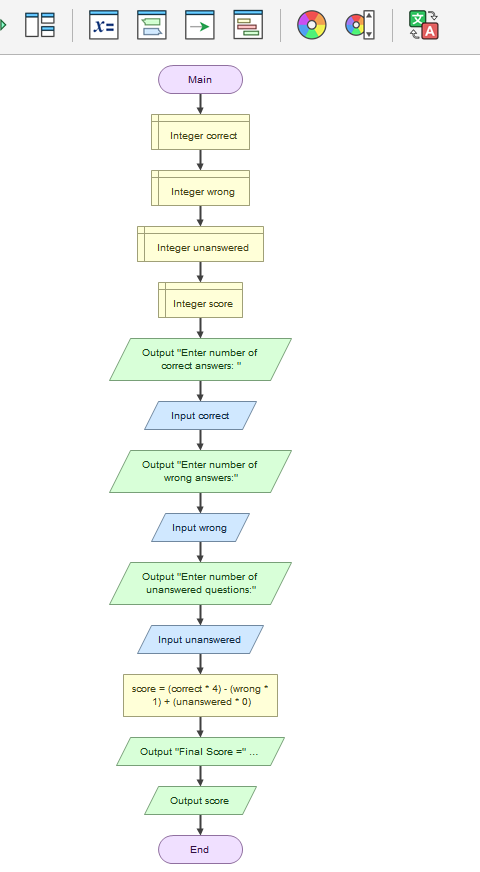 x=
文
A
Main
Integer correct
Integer wrong
Integer unanswered
Integer score
Output "Enter number of
correct answers: "
Input correct
Output "Enter number of
wrong answers:"
Input wrong
Output "Enter number of
unanswered questions:"
Input unanswered
score = (correct * 4) - (wrong *
1) + (unanswered * 0)
Output "Final Score =" ...
Output score
End